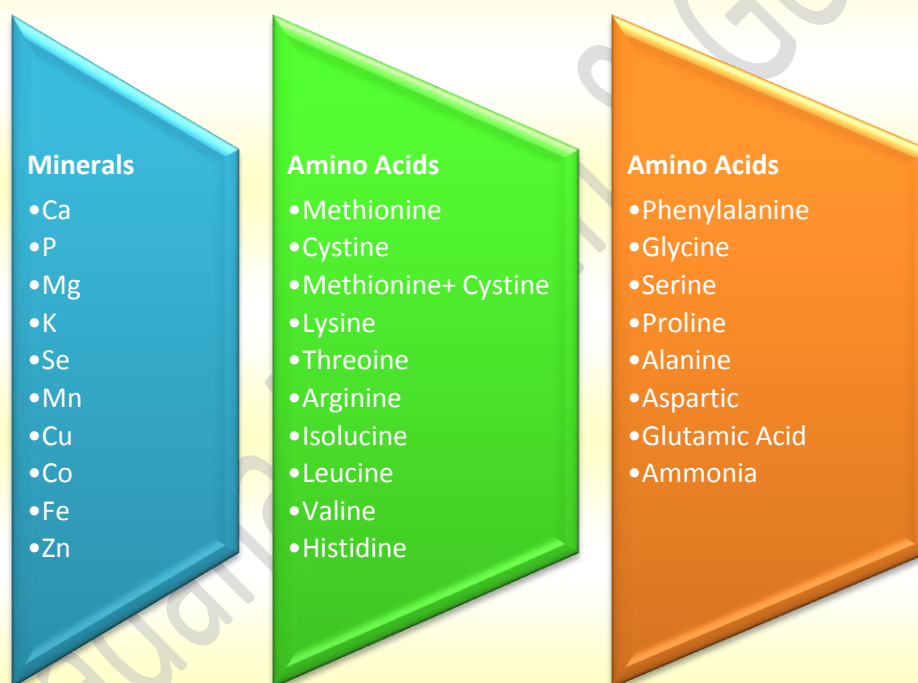 Minerals
•Ca
•P
•Mg
•K
•Se
•Mn
•Cu
•Co
•Fe
•Zn
Amino Acids
•Methionine
•Cystine
•Methionine+ Cystine
•Lysine
•Threoine
•Arginine
•Isolucine
•Leucine
•Valine
•Histidine
Amino Acids
•Phenylalanine
•Glycine
•Serine
•Proline
•Alanine
•Aspartic
•Glutamic Acid
•Ammonia